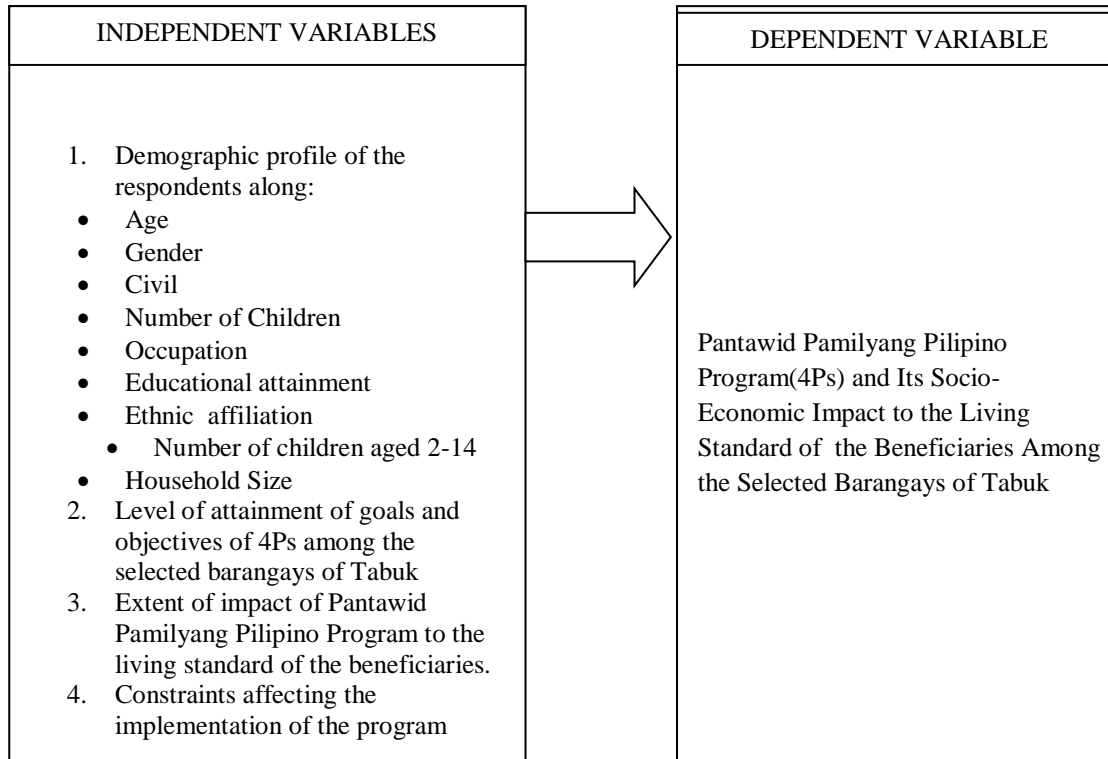 INDEPENDENT VARIABLES
1. Demographic profile of the
respondents along:
• Age
• Gender
• Civil
• Number of Children
• Occupation
• Educational attainment
• Ethnic affiliation
• Number of children aged 2-14
• Household Size
2. Level of attainment of goals and
objectives of 4Ps among the
selected barangays of Tabuk
3. Extent of impact of Pantawid
Pamilyang Pilipino Program to the
living standard of the beneficiaries.
4. Constraints affecting the
implementation of the program
DEPENDENT VARIABLE
Pantawid Pamilyang Pilipino
Program(4Ps) and Its Socio-
Economic Impact to the Living
Standard of the Beneficiaries Among
the Selected Barangays of Tabuk